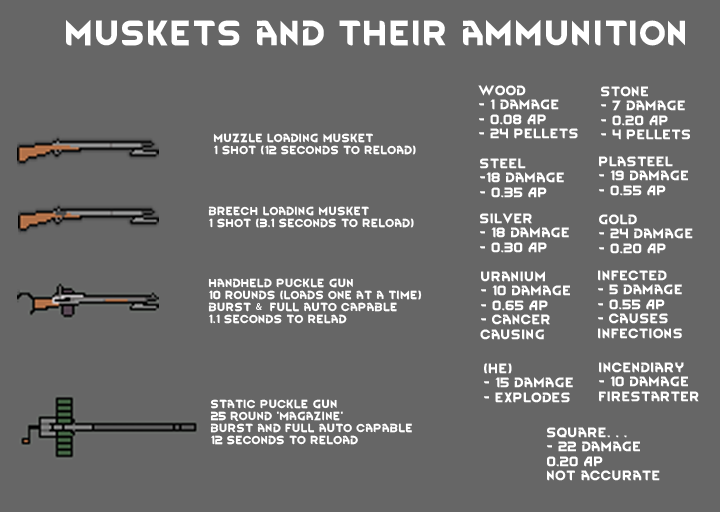 MUSKETS AND THEIR AMMUNITION
MUZZLE LOADING MUSKET
1 SHOT (12 SECONDS TO RELOAD)
BREECH LOADING MUSKET
1 SHOT (3.1 SECONDS TO RELOAD)
HANDHELD PUCKLE GUN
10 ROUNDS (LOADS ONE AT A TIME)
BURST & FULL AUTO CAPABLE
1.1 SECONDS TO RELAD
STATIC PUCKLE GUN
25 ROUND 'MAGAZINE'
BURST AND FULL AUTO CAPABLE
12 SECONDS TO RELOAD
WOOD
- 1 DAMAGE
- 0.08 AP
- 24 PELLETS
STONE
- 7 DAMAGE
- 0.20 AP
- 4 PELLETS
STEEL
-18 DAMAGE
- 0.35 AP
PLASTEEL
- 19 DAMAGE
- 0.55 AP
SILVER
- 18 DAMAGE
- 0.30 AP
GOLD
- 24 DAMAGE
- 0.20 AP
URANIUM
- 10 DAMAGE
- 0.65 AP
- CANCER
CAUSING
INFECTED
- 5 DAMAGE
- 0.55 AP
- CAUSES
INFECTIONS
(HE)
- 15 DAMAGE
- EXPLODES
INCENDIARY
- 10 DAMAGE
FIRESTARTER
SQUARE. . .
- 22 DAMAGE
0.20 AP
NOT ACCURATE